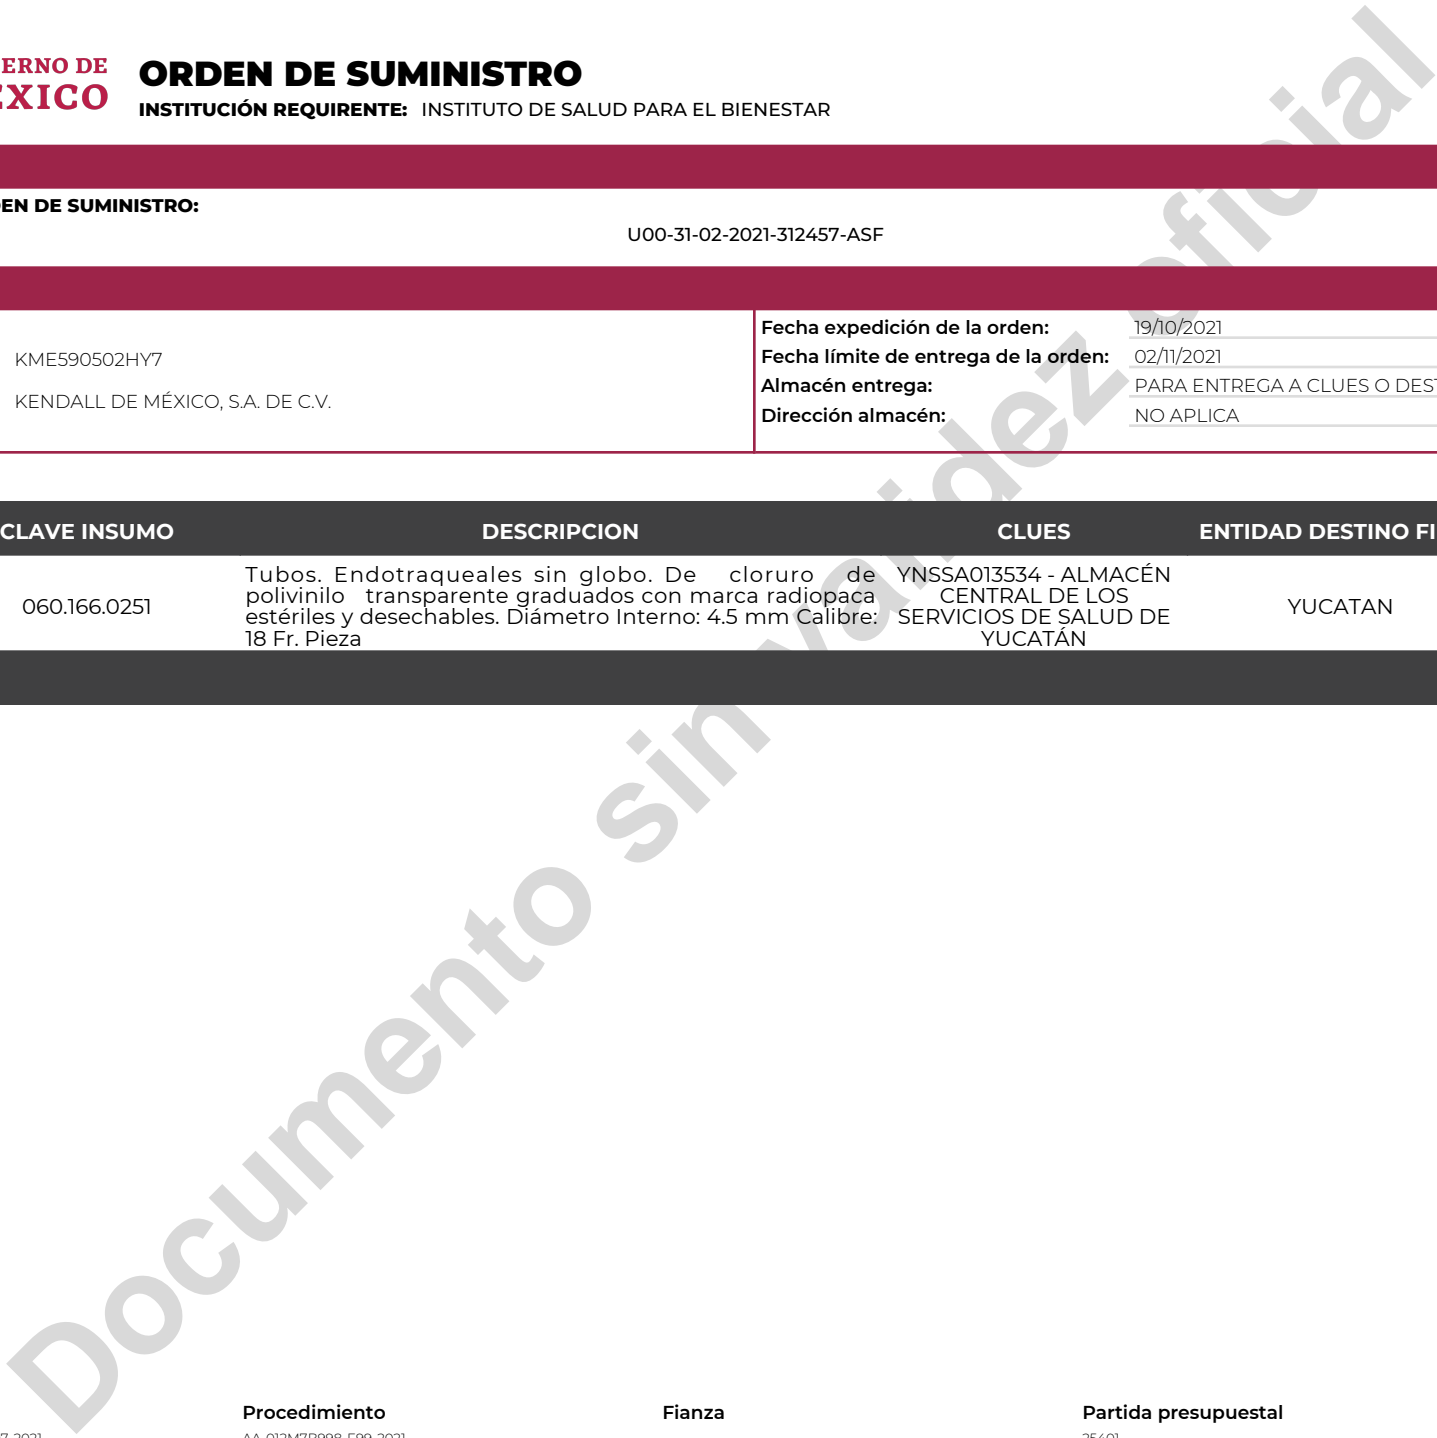 ERNO DE
EXICO
ORDEN DE SUMINISTRO
INSTITUCIÓN REQUIRENTE: INSTITUTO DE SALUD PARA EL BIENESTAR
EN DE SUMINISTRO:
U00-31-02-2021-312457-ASF
KME590502HY7
KENDALL DE MÉXICO, S.A. DE C.V.
Fecha expedición de la orden: 19/10/2021
Fecha límite de entrega de la orden: 02/11/2021
Almacén entrega: PARA ENTREGA A CLUES O DEST
Dirección almacén: NO APLICA
CLAVE INSUMO DESCRIPCION CLUES ENTIDAD DESTINO FI
060.166.0251
Tubos. Endotraqueales sin globo. De cloruro de
polivinilo transparente graduados con marca radiopaca
estériles y desechables. Diámetro Interno: 4.5 mm Calibre:
18 Fr. Pieza
YNSSA013534 - ALMACÉN
CENTRAL DE LOS
SERVICIOS DE SALUD DE
YUCATÁN
YUCATAN
Documento sin validez oficial
Procedimiento Fianza Partida presupuestal